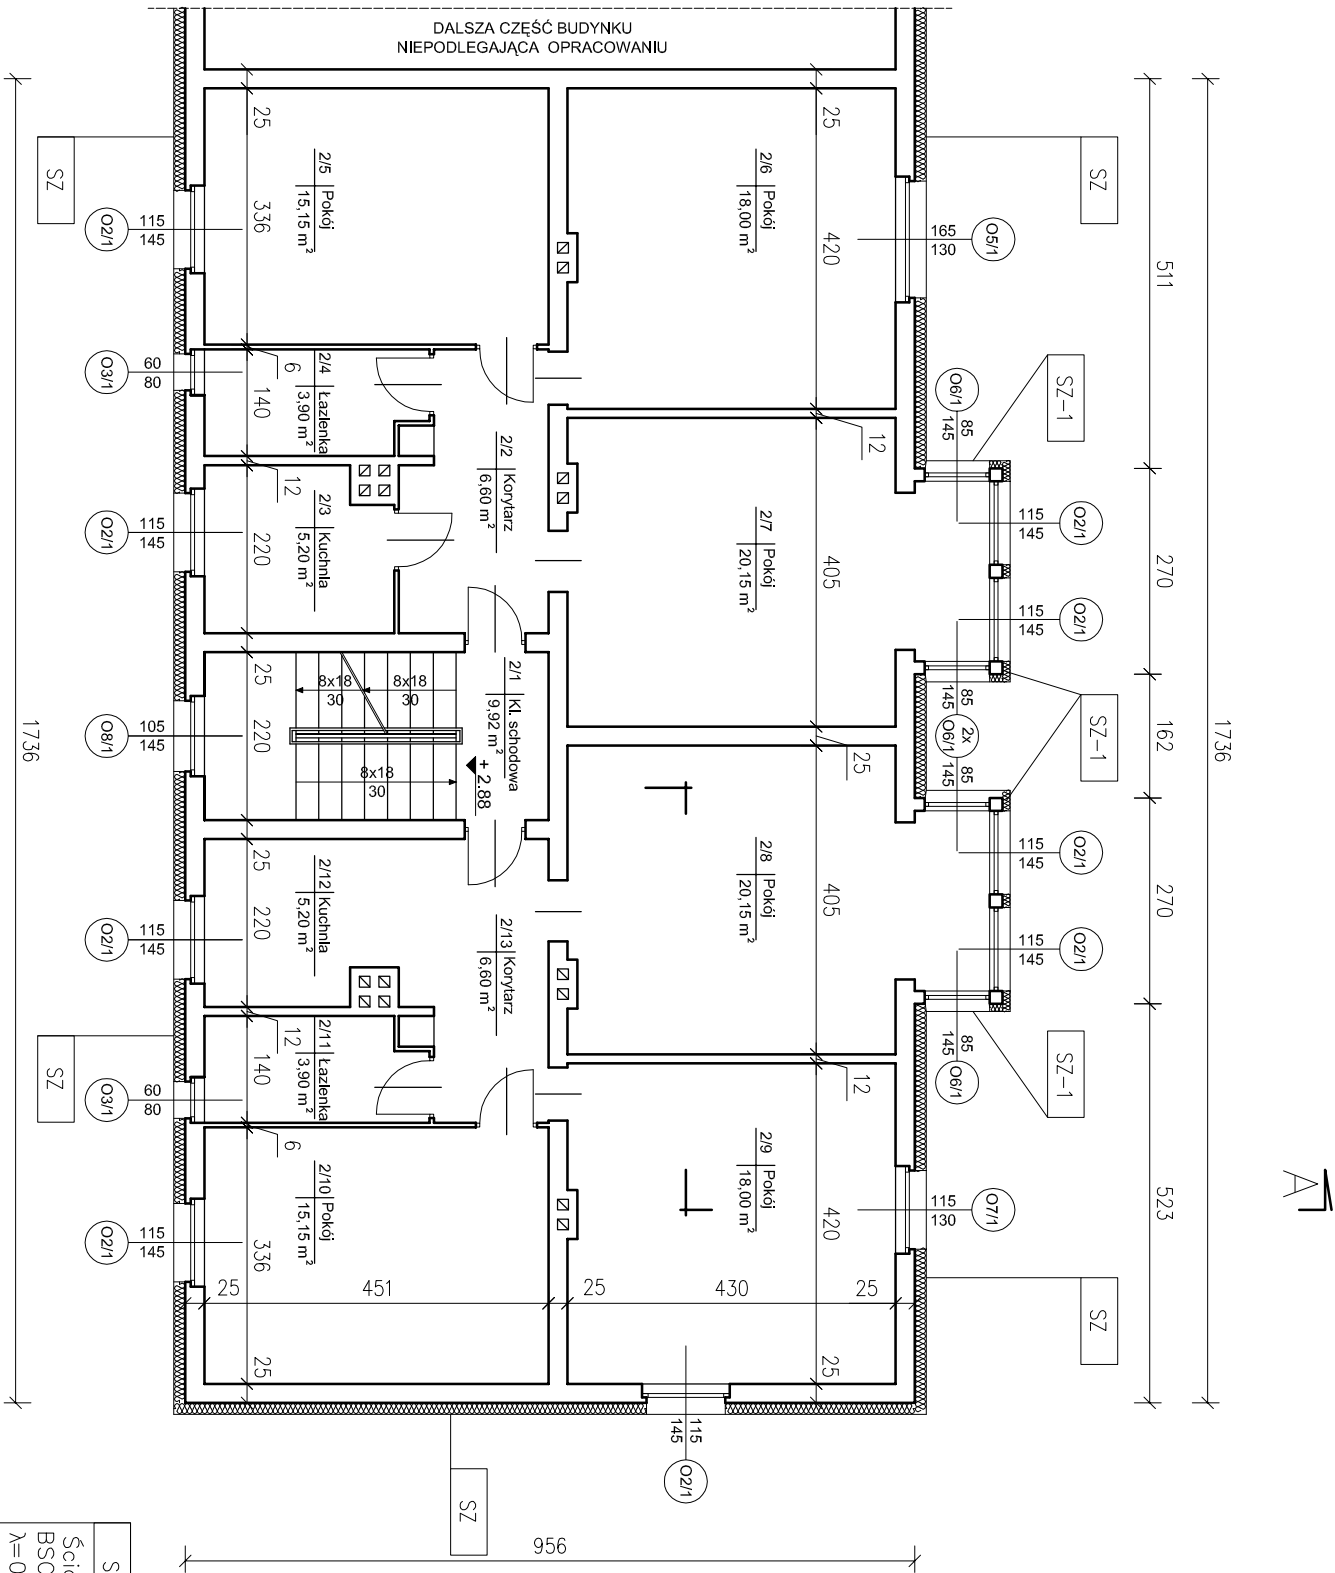 DALSZA CZĘŚĆ BUDYNKU
NIEPODLEGAJĄCA OPRACOWANIU
SZ
SZ
25
336
25
420
2/5 Pokój
15,15 m²
2/6 Pokój
18,00 m²
O2/1
115
145
165
130
O5/1
511
O3/1
60
80
6
140
2/4 Łazienka
3,90 m²
12
O6/1
85
145
SZ-1
2/2 Korytarz
6,60 m²
12
220
2/3 Kuchnia
5,20 m²
O2/1
115
145
2/7 Pokój
20,15 m²
405
115
145
O2/1
115
145
O2/1
270
25
220
8x18
30
8x18
30
8x18
30
2/1 Kl. schodowa
9,92 m²
+ 2.88
O8/1
105
145
25
85
145
2x
O6/1
85
145
SZ-1
162
1736
1736
25
220
2/12 Kuchnia
5,20 m²
2/13 Korytarz
6,60 m²
O2/1
115
145
2/8 Pokój
20,15 m²
405
115
145
O2/1
115
145
O2/1
270
SZ
O3/1
60
80
12
140
2/11 Łazienka
3,90 m²
6
12
85
145
O6/1
SZ-1
2/10 Pokój
15,15 m²
336
O2/1
115
145
2/9 Pokój
18,00 m²
420
115
130
O7/1
523
A
25
451
25
430
25
25
25
SZ
115
145
O2/1
SZ
956
S
Ści
BSO
λ=0